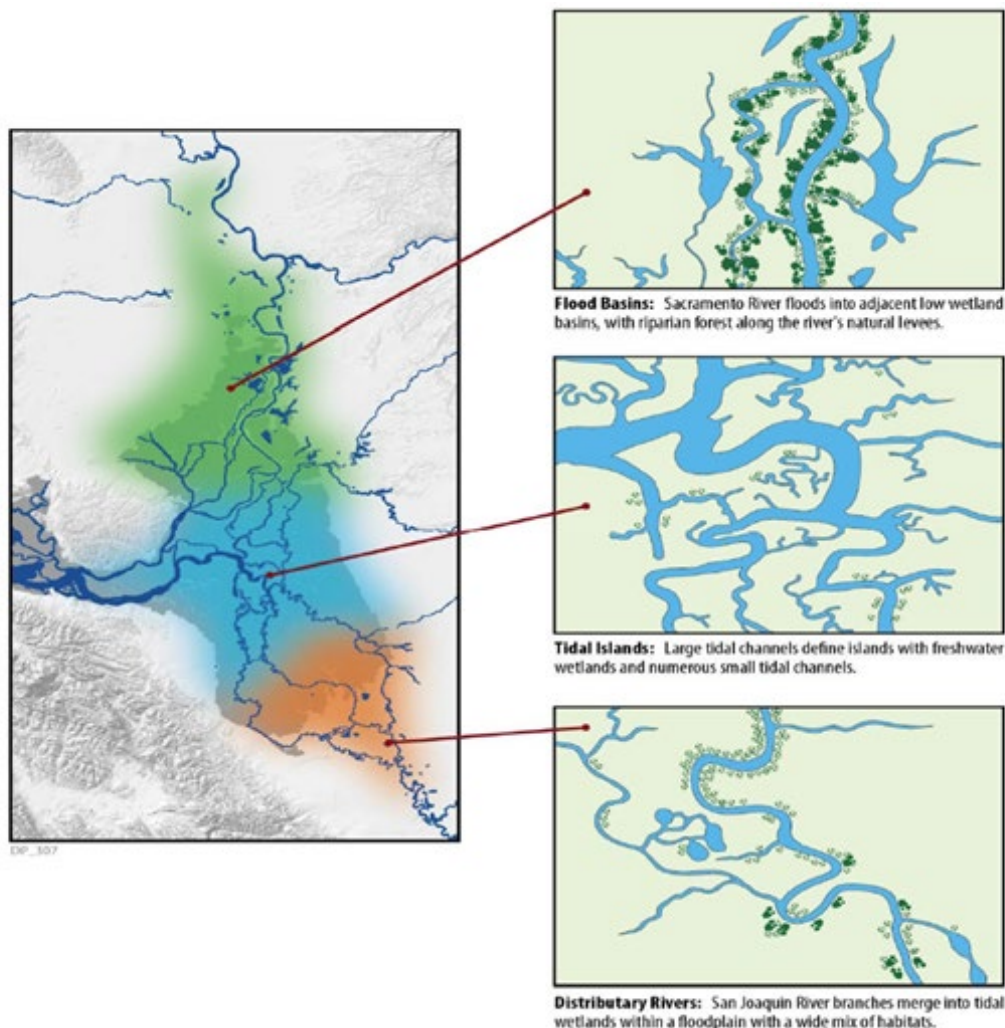 Flood Basins: Sacramento River floods into adjacent low wetland
basins, with riparian forest along the river's natural levees.
Tidal Islands: Large tidal channels define islands with freshwater
wetlands and numerous small tidal channels.
DP_307
Distributary Rivers: San Joaquin River branches merge into tidal
wetlands within a floodplain with a wide mix of habitats.